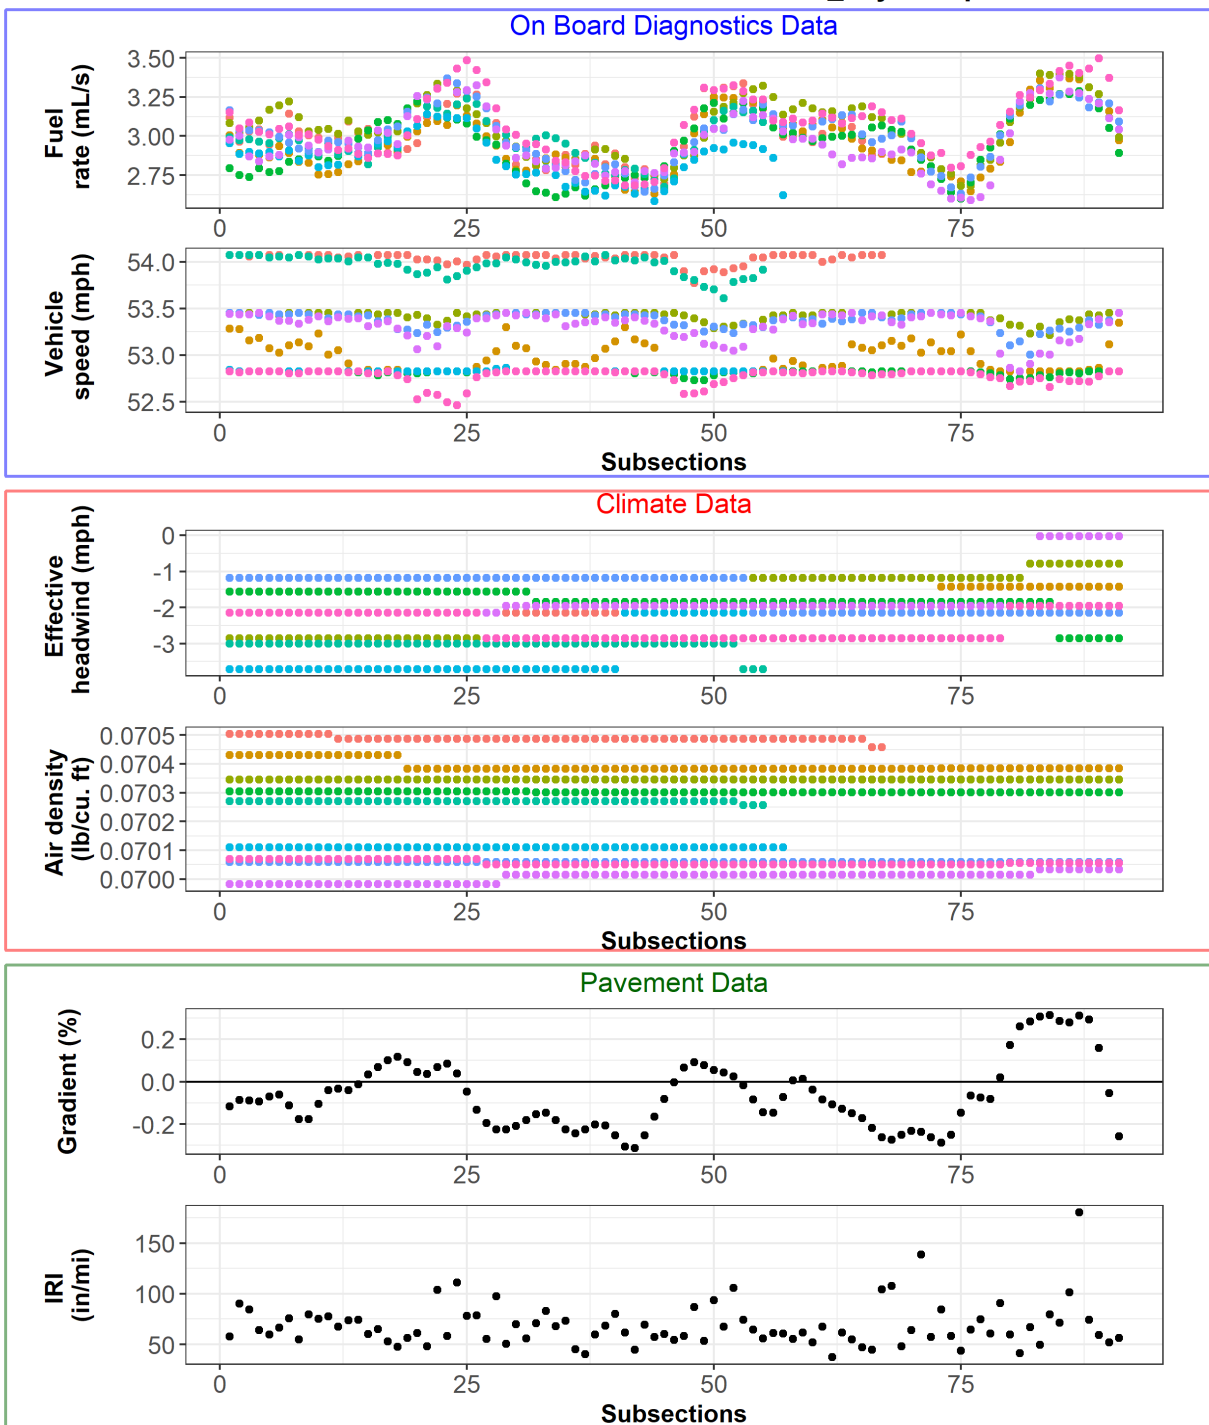 On Board Diagnostics Data
Fuel
rate (mL/s)
3.50
3.25
3.00
2.75
0 25 50 75
Vehicle
speed (mph)
54.0
53.5
53.0
52.5
0 25 50 75
Subsections
Climate Data
Effective
headwind (mph)
0
-1
-2
-3
0 25 50 75
Air density
(lb/cu. ft)
0.0705
0.0704
0.0703
0.0702
0.0701
0.0700
0 25 50 75
Subsections
Pavement Data
Gradient (%)
0.2
0.0
-0.2
0 25 50 75
IRI
(in/mi)
150
100
50
0 25 50 75
Subsections